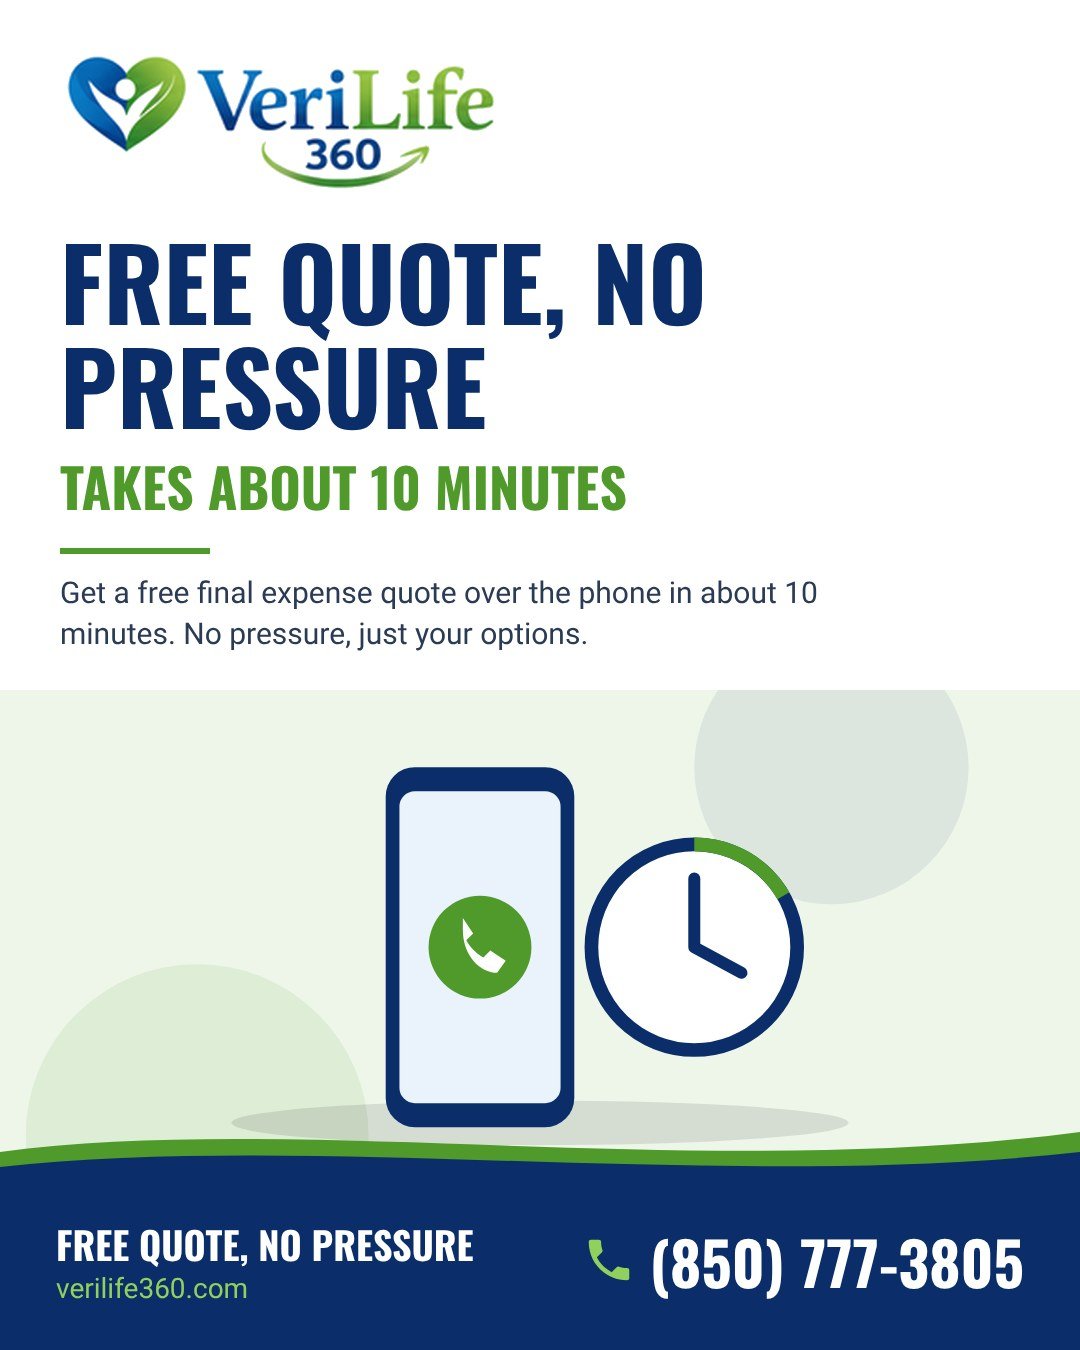 VeriLife
360
FREE QUOTE, NO
PRESSURE
TAKES ABOUT 10 MINUTES
Get a free final expense quote over the phone in about 10
minutes. No pressure, just your options.
FREE QUOTE, NO PRESSURE
verilife360.com
(850) 777-3805